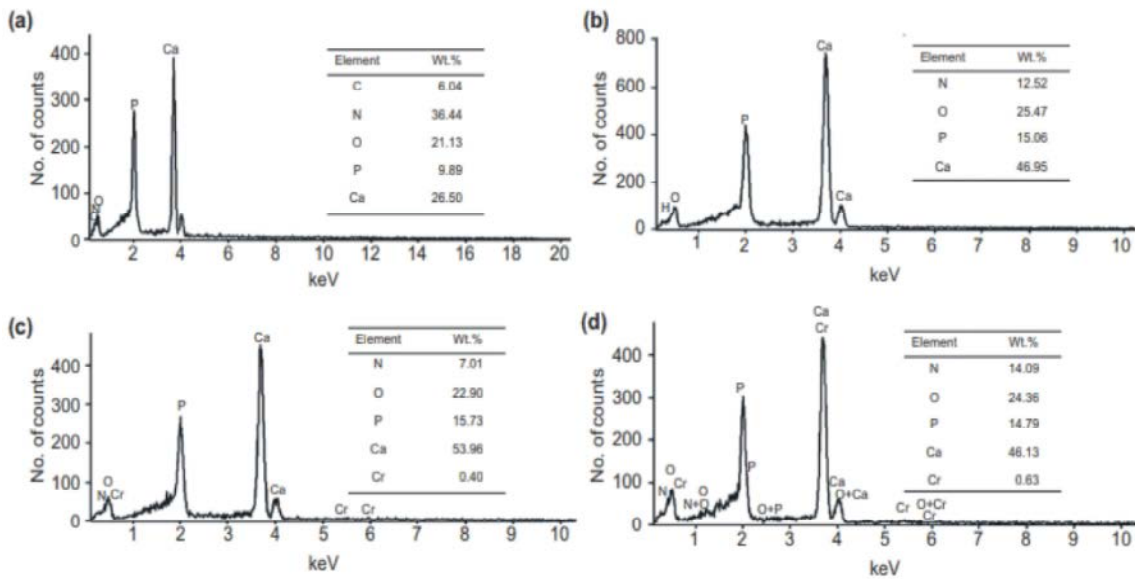 (a)
No. of counts
400
300
200
100
0
Ca
P
O
N
Element Wt.%
C 6.04
N 36.44
O 21.13
P 9.89
Ca 26.50
2 4 6 8 10 12 14 16 18 20
keV
(b)
No. of counts
800
600
400
200
0
Ca
P
H O
Ca
Element Wt.%
N 12.52
O 25.47
P 15.06
Ca 46.95
1 2 3 4 5 6 7 8 9 10
keV
(c)
No. of counts
400
300
200
100
0
Ca
P
O
N Cr
Ca
Cr Cr
Element Wt.%
N 7.01
O 22.90
P 15.73
Ca 53.96
Cr 0.40
1 2 3 4 5 6 7 8 9 10
keV
(d)
No. of counts
400
300
200
100
0
Ca
Cr
P
P
O
N Cr
O
N+O
O+P
Ca
O+Ca
Cr
O+Cr
Cr
Element Wt.%
N 14.09
O 24.36
P 14.79
Ca 46.13
Cr 0.63
1 2 3 4 5 6 7 8 9 10
keV